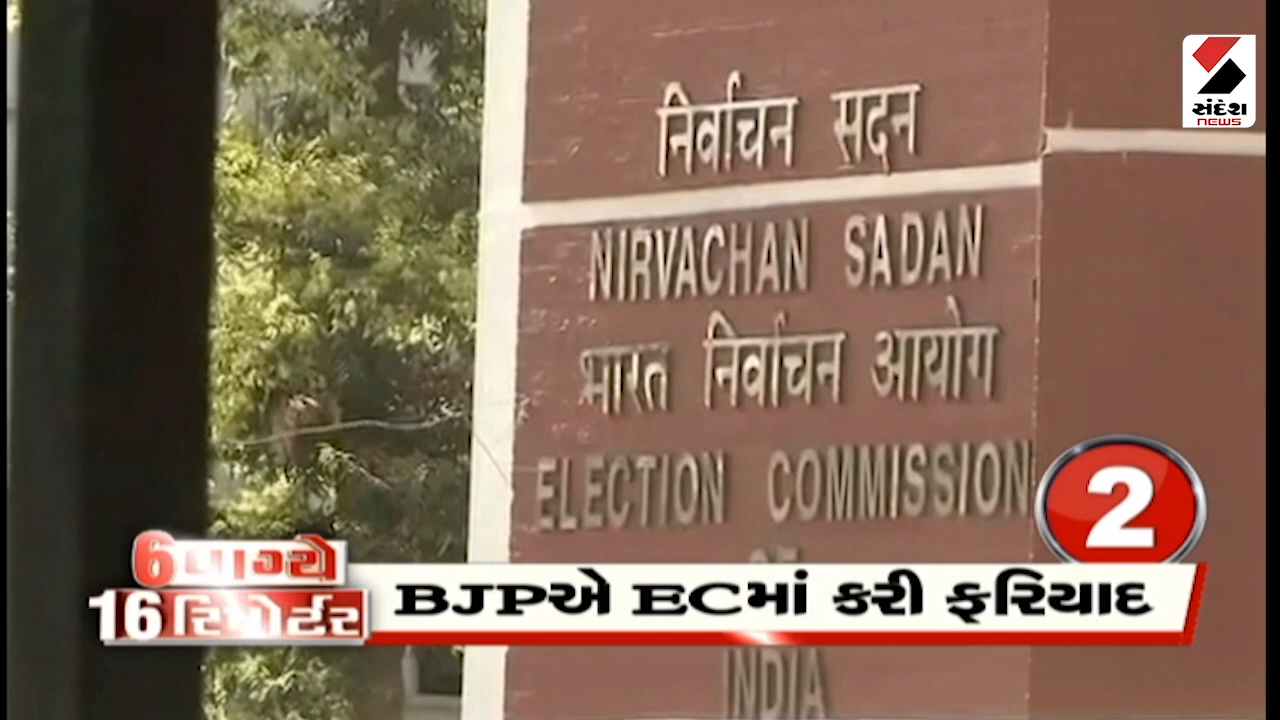 निर्वाचन सदन
NIRVACHAN SADAN
भारत निर्वाचन आयोग
ELECTION COMMISSION
OF
INDIA
સંદેશ
NEWS
2
6 વાગ્યે
16 રિપોર્ટર
BJPએ ECમાં કરી ફરિયાદ